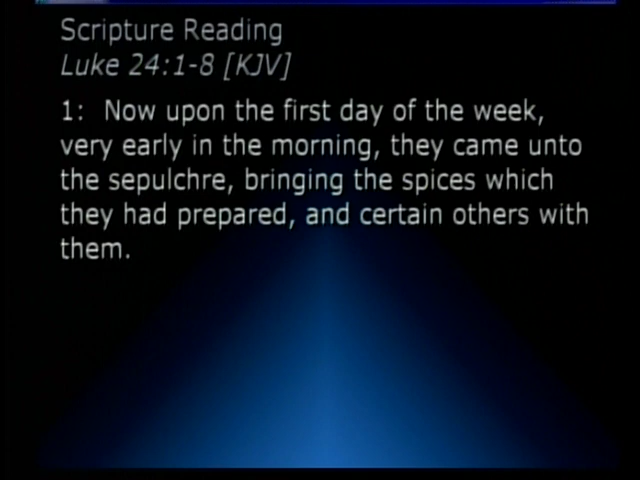 Scripture Reading
Luke 24:1-8 [KJV]
1: Now upon the first day of the week,
very early in the morning, they came unto
the sepulchre, bringing the spices which
they had prepared, and certain others with
them.